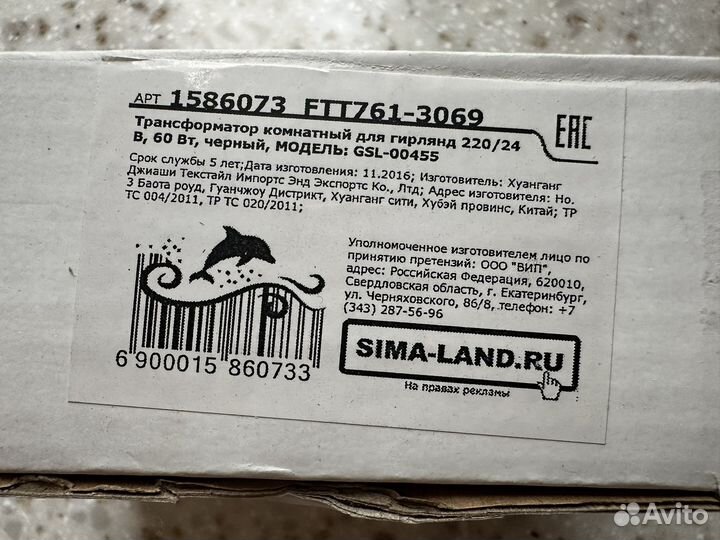 АРТ 1586073 FTT761-3069
EAC
Трансформатор комнатный для гирлянд 220/24
В, 60 Вт, черный, МОДЕЛЬ: GSL-00455
Срок службы 5 лет;Дата изготовления: 11.2016; Изготовитель: Хуанганг
Джиаши Текстайл Импортс Энд Экспортс Ко., Лтд; Адрес изготовителя: Но.
3 Баота роуд, Гуанчжоу Дистрикт, Хуанганг сити, Хубэй провинс, Китай; ТР
ТС 004/2011, ТР ТС 020/2011;
Уполномоченное изготовителем лицо по
принятию претензий: ООО "ВИП",
адрес: Российская Федерация, 620010,
Свердловская область, г. Екатеринбург,
ул. Черняховского, 86/8, телефон: +7
(343) 287-56-96
6 900015 860733
SIMA-LAND.RU
На правах рекламы
Avito